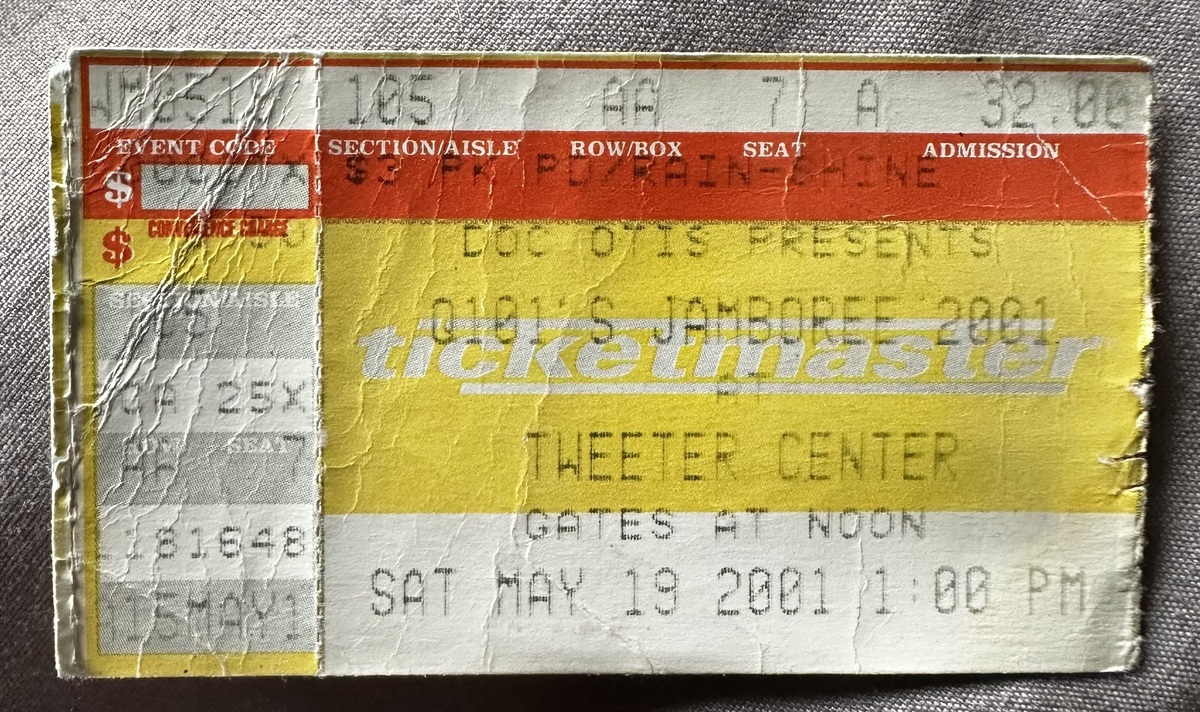 105 AA 7 A 32.00
EVENT CODE SECTION/AISLE ROW/BOX SEAT ADMISSION
$ $3 PK PD/RAIN-SHINE
$ CONVENIENCE CHARGE
DOC OTIS PRESENTS
SECTION/AISLE
Q101'S JAMBOREE 2001
ticketmaster
AT
CA 25X
TWEETER CENTER
SEAT
AA 7
GATES AT NOON
181648
SAT MAY 19 2001 1:00 PM
15MAY1